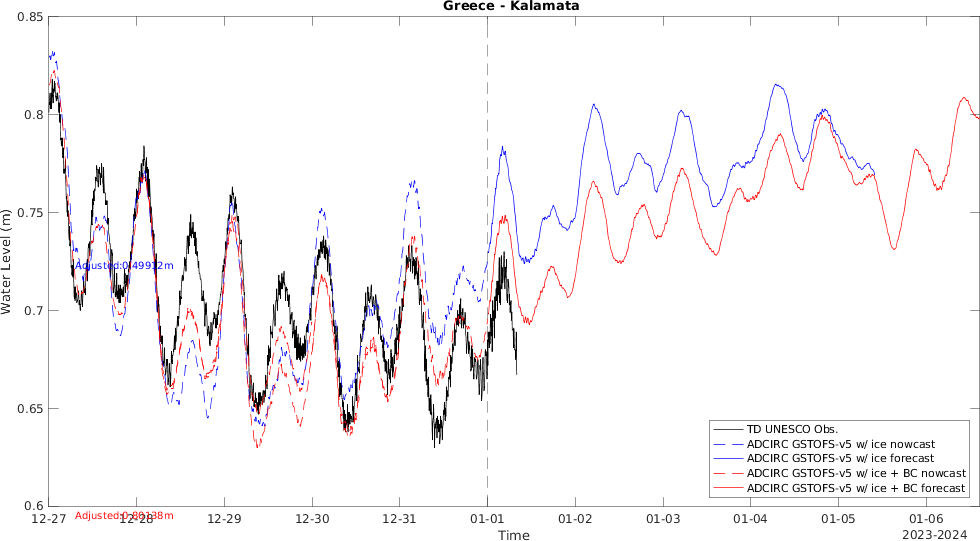 Greece - Kalamata
0.85
0.8
0.75
0.7
0.65
0.6
Water Level (m)
Adjusted:0.49912m
12-27
12-28
12-29
12-30
12-31
01-01
01-02
01-03
01-04
01-05
01-06
Time
2023-2024
TD UNESCO Obs.
ADCIRC GSTOFS-v5 w/ ice nowcast
ADCIRC GSTOFS-v5 w/ ice forecast
ADCIRC GSTOFS-v5 w/ ice + BC nowcast
ADCIRC GSTOFS-v5 w/ ice + BC forecast